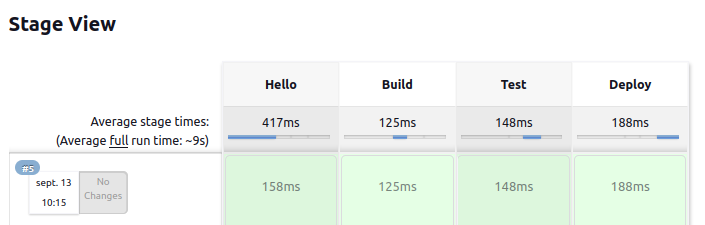 Stage View
Hello Build Test Deploy
Average stage times: 417ms 125ms 148ms 188ms
(Average full run time: ~9s)
#5
sept. 13 No
Changes
10:15
158ms 125ms 148ms 188ms